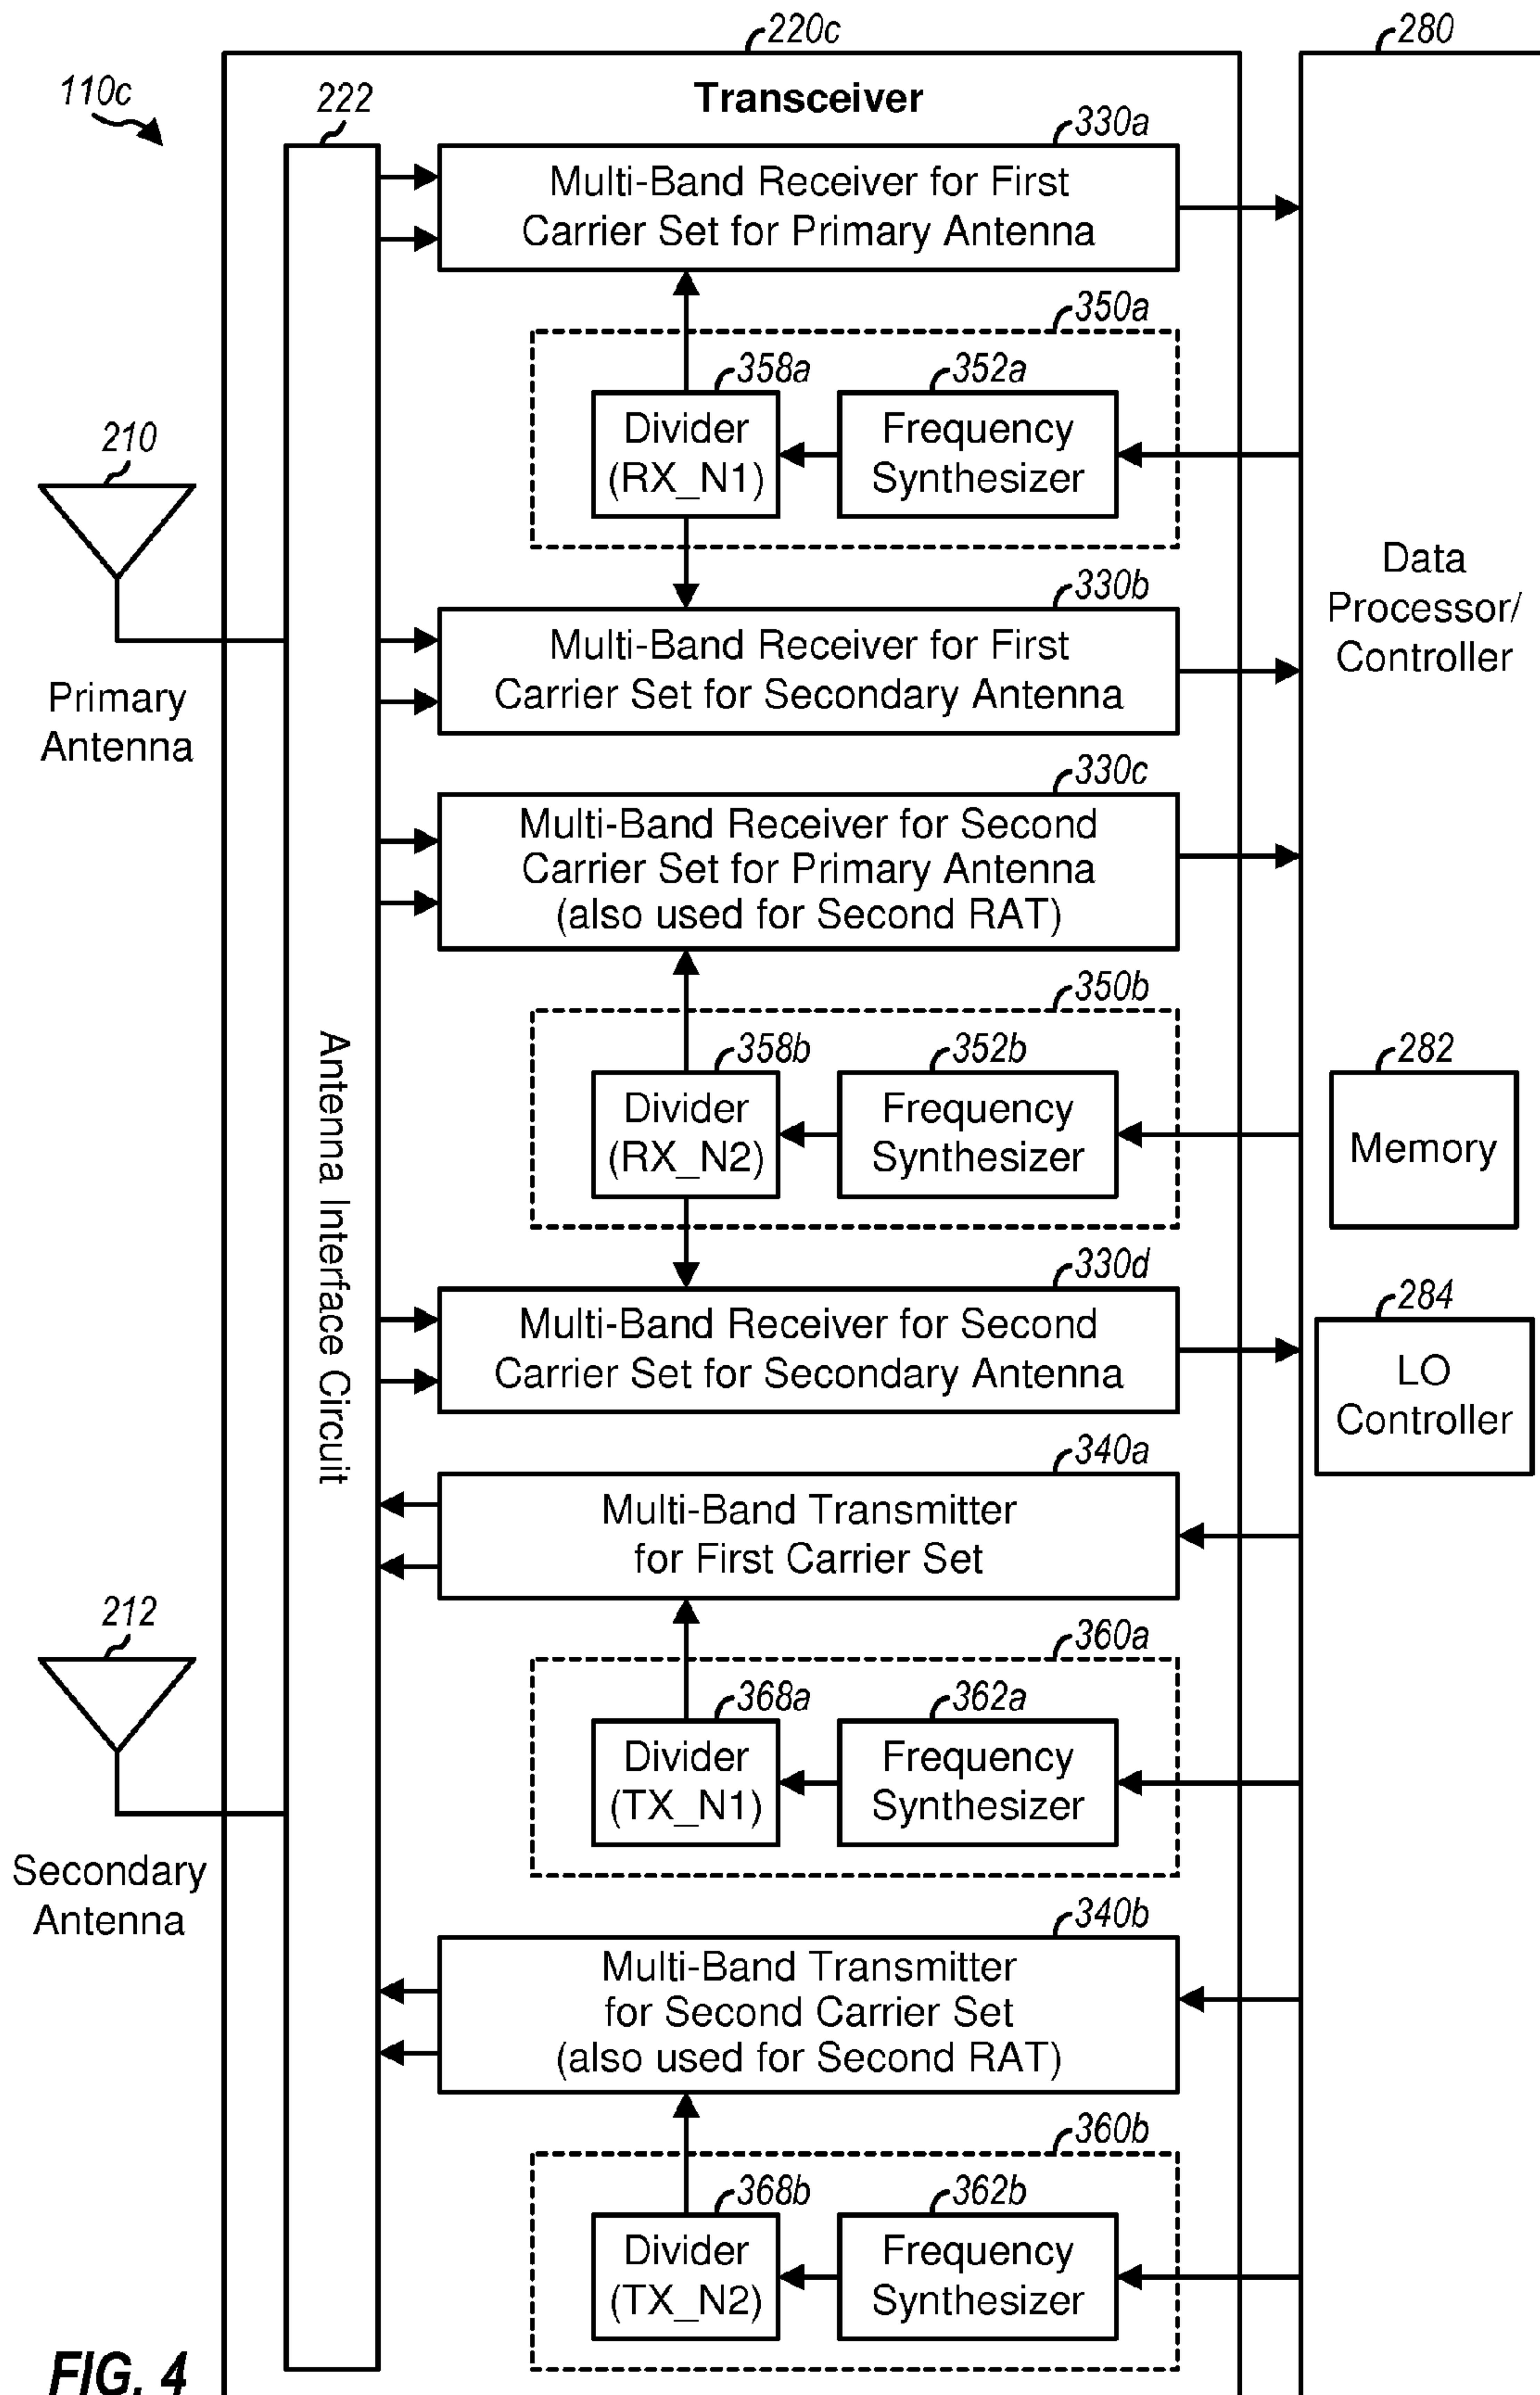 220c
280
110c
222
Transceiver
330a
Multi-Band Receiver for First
Carrier Set for Primary Antenna
350a
358a
352a
Divider
(RX_N1)
Frequency
Synthesizer
210
Primary
Antenna
330b
Multi-Band Receiver for First
Carrier Set for Secondary Antenna
Data
Processor/
Controller
330c
Multi-Band Receiver for Second
Carrier Set for Primary Antenna
(also used for Second RAT)
350b
358b
352b
Divider
(RX_N2)
Frequency
Synthesizer
Antenna Interface Circuit
282
Memory
330d
Multi-Band Receiver for Second
Carrier Set for Secondary Antenna
284
LO
Controller
340a
Multi-Band Transmitter
for First Carrier Set
212
Secondary
Antenna
360a
368a
362a
Divider
(TX_N1)
Frequency
Synthesizer
340b
Multi-Band Transmitter
for Second Carrier Set
(also used for Second RAT)
360b
368b
362b
Divider
(TX_N2)
Frequency
Synthesizer
FIG. 4